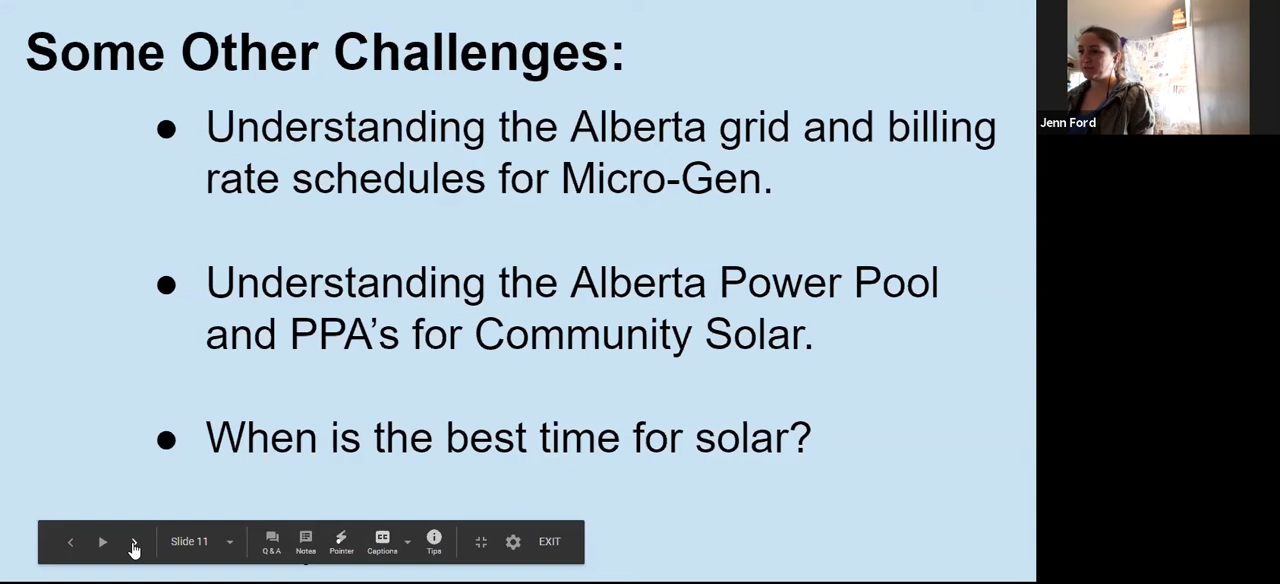 Some Other Challenges:
● Understanding the Alberta grid and billing
rate schedules for Micro-Gen.
● Understanding the Alberta Power Pool
and PPA's for Community Solar.
● When is the best time for solar?
Jenn Ford
Slide 11
Q & A
Notes
Pointer
CC
Captions
Tips
EXIT